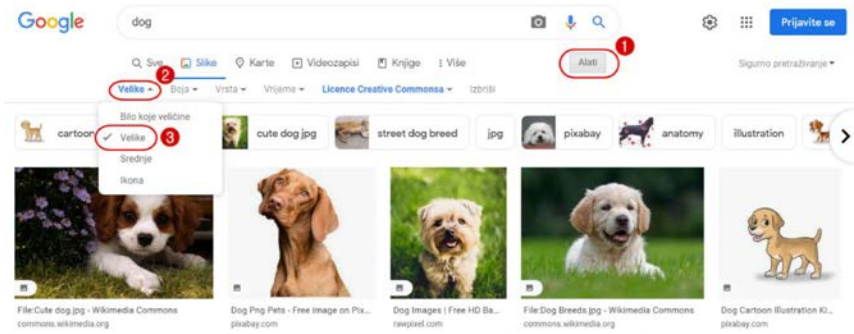 Google
dog
Prijavite se
1
Sve Slike Karte Videozapisi Knjige Više Alati Sigurno pretraživanje
2
Velike Boja Vrsta Vrijeme Licence Creative Commonsa Izbriši
Bilo koje veličine
Velike 3
Srednje
Ikona
cartoon cute dog jpg street dog breed jpg pixabay anatomy illustration
File:Cute dog.jpg - Wikimedia Commons
commons.wikimedia.org
Dog Png Pets - Free image on Pix...
pixabay.com
Dog Images | Free HD Ba...
rawpixel.com
File:Dog Breeds.jpg - Wikimedia Commons
commons.wikimedia.org
Dog Cartoon Illustration Ki...
pixabay.com